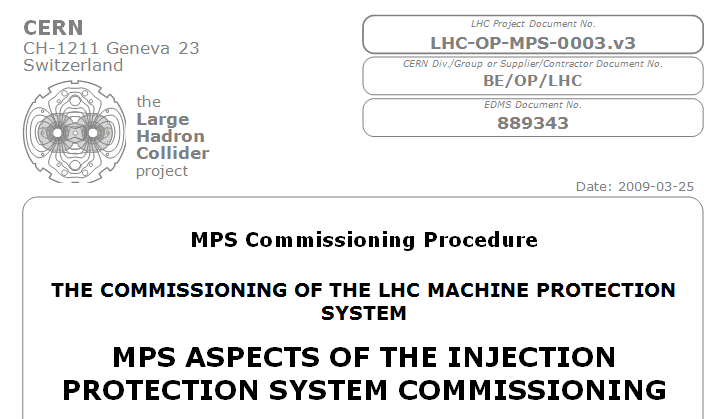 CERN
CH-1211 Geneva 23
Switzerland
the
Large
Hadron
Collider
project
LHC Project Document No.
LHC-OP-MPS-0003.v3
CERN Div./Group or Supplier/Contractor Document No.
BE/OP/LHC
EDMS Document No.
889343
Date: 2009-03-25
MPS Commissioning Procedure
THE COMMISSIONING OF THE LHC MACHINE PROTECTION
SYSTEM
MPS ASPECTS OF THE INJECTION
PROTECTION SYSTEM COMMISSIONING